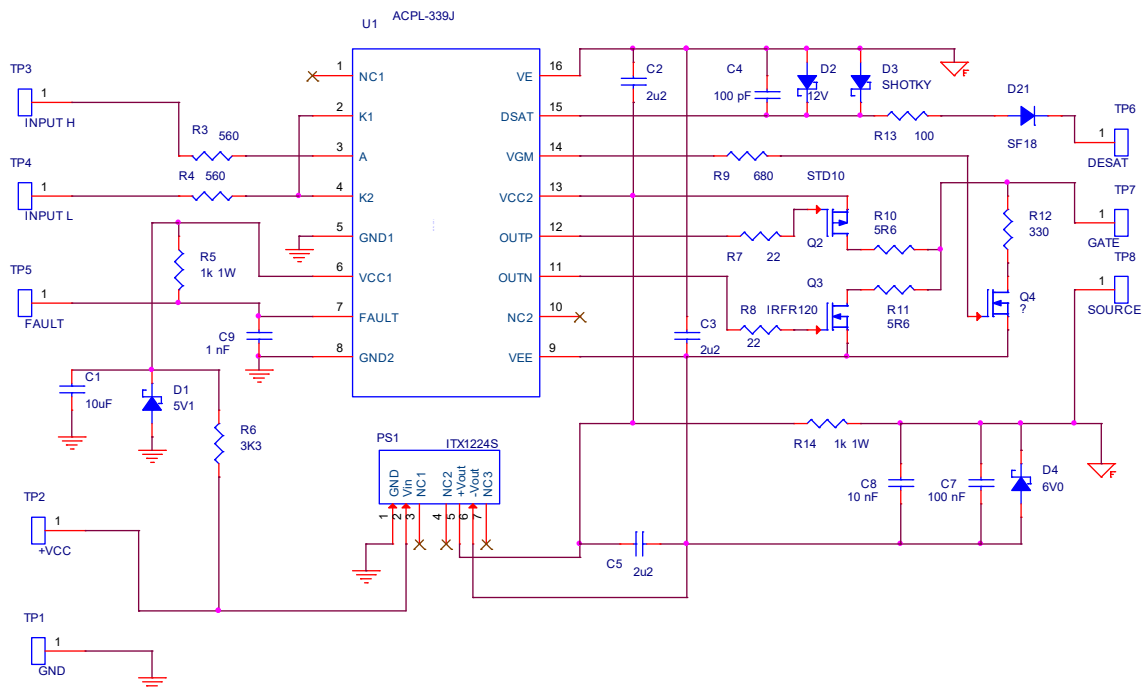 ACPL-339J
U1
TP3
1
INPUT H
TP4
1
INPUT L
TP5
1
FAULT
R3 560
R4 560
R5
1k 1W
C9
1 nF
C1
10uF
D1
5V1
R6
3K3
1 NC1
2 K1
3 A
4 K2
5 GND1
6 VCC1
7 FAULT
8 GND2
16 VE
15 DSAT
14 VGM
13 VCC2
12 OUTP
11 OUTN
10 NC2
9 VEE
C2
2u2
C4
100 pF
D2
12V
D3
SHOTKY
F
R13 100
D21
SF18
TP6
1
DESAT
R9 680
STD10
TP7
1
GATE
R7 22
Q2
R10
5R6
R12
330
TP8
1
SOURCE
Q3
R8 IRFR120
22
R11
5R6
Q4
?
C3
2u2
PS1
ITX1224S
GND
Vin
NC1
NC2
+Vout
-Vout
NC3
1
2
3
4
5
6
7
R14 1k 1W
F
C8
10 nF
C7
100 nF
D4
6V0
C5
2u2
TP2
1
+VCC
TP1
1
GND